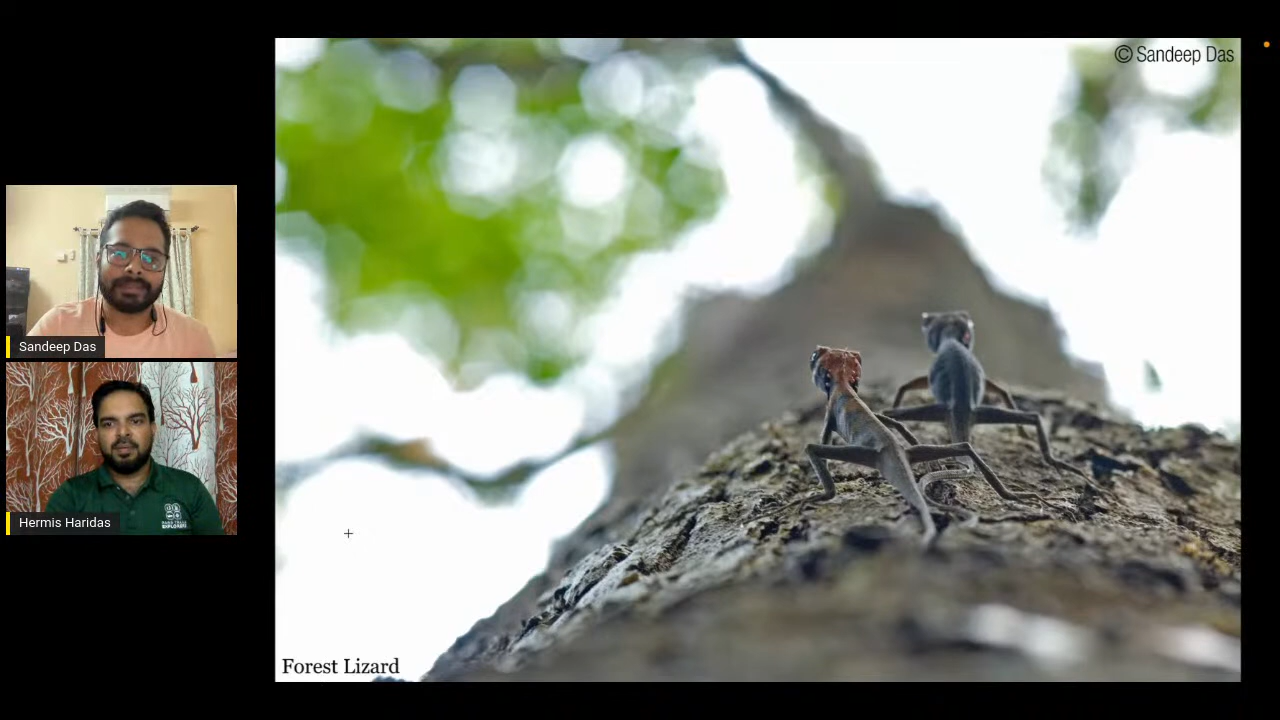 © Sandeep Das
Sandeep Das
Hermis Haridas
Forest Lizard